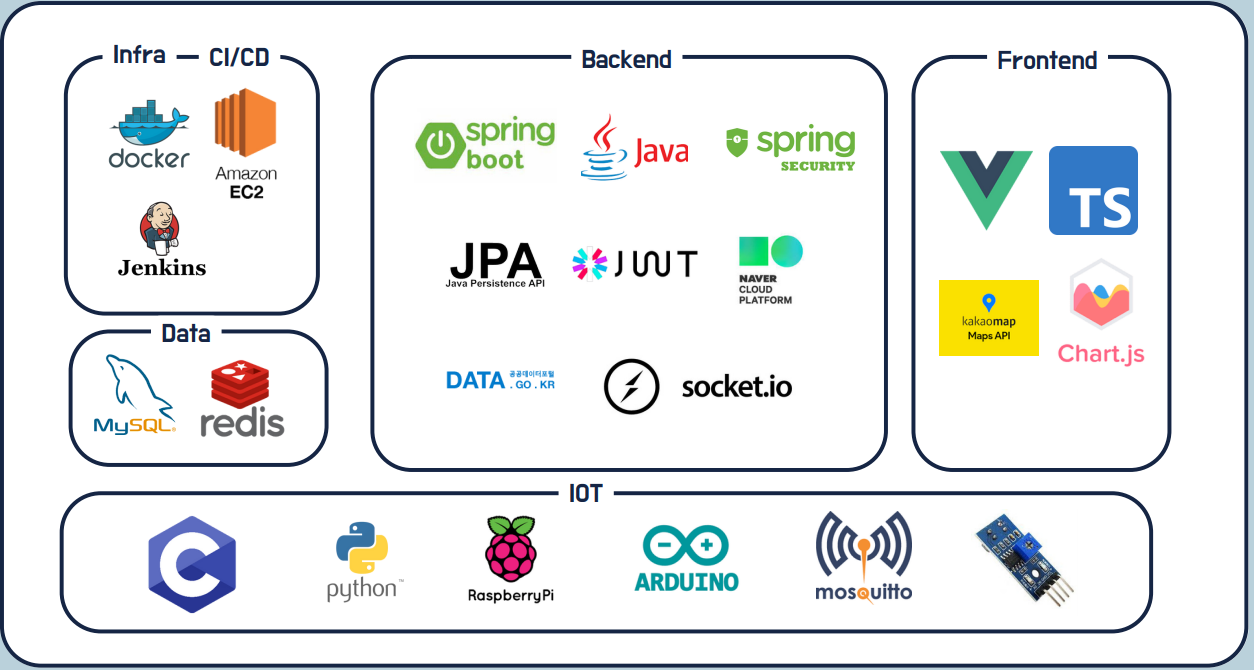 Infra
CI/CD
docker
Amazon
EC2
Jenkins
Data
MySQL®
redis
Backend
spring
boot
Java
spring
SECURITY
JPA
Java Persistence API
JWT
NAVER
CLOUD
PLATFORM
DATA
공공데이터포털
.GO.KR
socket.io
Frontend
TS
kakaomap
Maps API
Chart.js
IOT
C
python™
RaspberryPi
ARDUINO
mosquitto